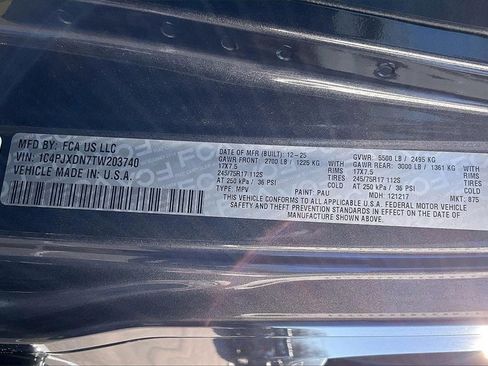 MFD BY: FCA US LLC
VIN: 1C4PJXDN7TW203740
VEHICLE MADE IN: U.S.A.
DATE OF MFR (BUILT): 12-25 GVWR: 5500 LB / 2495 KG
GAWR FRONT: 2700 LB / 1225 KG WITH GAWR REAR: 3000 LB / 1361 KG WITH
17X7.5 RIMS 17X7.5 RIMS
245/75R17 112S TIRES 245/75R17 112S TIRES
AT 250 kPa / 36 PSI AT 250 kPa / 36 PSI
TYPE: MPV PAINT: PAU MDH: 121217 MKT: 875
THIS VEHICLE CONFORMS TO ALL APPLICABLE U.S.A. FEDERAL MOTOR VEHICLE
SAFETY AND THEFT PREVENTION STANDARDS IN EFFECT ON THE DATE OF
MANUFACTURE SHOWN ABOVE.